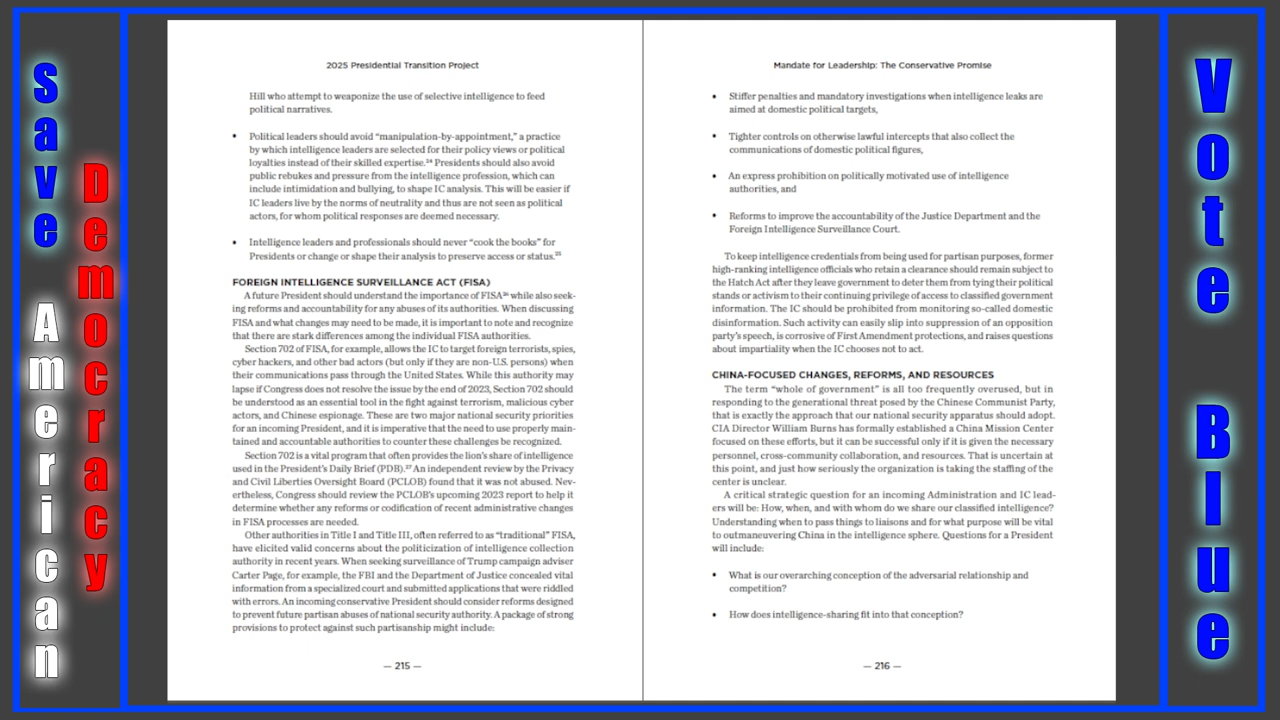 Save
American
Democracy
2025 Presidential Transition Project
Hill who attempt to weaponize the use of selective intelligence to feed
political narratives.
• Political leaders should avoid “manipulation-by-appointment,” a practice
by which intelligence leaders are selected for their policy views or political
loyalties instead of their skilled expertise.24 Presidents should also avoid
public rebukes and pressure from the intelligence profession, which can
include intimidation and bullying, to shape IC analysis. This will be easier if
IC leaders live by the norms of neutrality and thus are not seen as political
actors, for whom political responses are deemed necessary.
• Intelligence leaders and professionals should never “cook the books” for
Presidents or change or shape their analysis to preserve access or status.25
FOREIGN INTELLIGENCE SURVEILLANCE ACT (FISA)
A future President should understand the importance of FISA26 while also seek-
ing reforms and accountability for any abuses of its authorities. When discussing
FISA and what changes may need to be made, it is important to note and recognize
that there are stark differences among the individual FISA authorities.
Section 702 of FISA, for example, allows the IC to target foreign terrorists, spies,
cyber hackers, and other bad actors (but only if they are non-U.S. persons) when
their communications pass through the United States. While this authority may
lapse if Congress does not resolve the issue by the end of 2023, Section 702 should
be understood as an essential tool in the fight against terrorism, malicious cyber
actors, and Chinese espionage. These are two major national security priorities
for an incoming President, and it is imperative that the need to use properly main-
tained and accountable authorities to counter these challenges be recognized.
Section 702 is a vital program that often provides the lion’s share of intelligence
used in the President’s Daily Brief (PDB).27 An independent review by the Privacy
and Civil Liberties Oversight Board (PCLOB) found that it was not abused. Nev-
ertheless, Congress should review the PCLOB’s upcoming 2023 report to help it
determine whether any reforms or codification of recent administrative changes
in FISA processes are needed.
Other authorities in Title I and Title III, often referred to as “traditional” FISA,
have elicited valid concerns about the politicization of intelligence collection
authority in recent years. When seeking surveillance of Trump campaign adviser
Carter Page, for example, the FBI and the Department of Justice concealed vital
information from a specialized court and submitted applications that were riddled
with errors. An incoming conservative President should consider reforms designed
to prevent future partisan abuses of national security authority. A package of strong
provisions to protect against such partisanship might include:
— 215 —
Mandate for Leadership: The Conservative Promise
• Stiffer penalties and mandatory investigations when intelligence leaks are
aimed at domestic political targets,
• Tighter controls on otherwise lawful intercepts that also collect the
communications of domestic political figures,
• An express prohibition on politically motivated use of intelligence
authorities, and
• Reforms to improve the accountability of the Justice Department and the
Foreign Intelligence Surveillance Court.
To keep intelligence credentials from being used for partisan purposes, former
high-ranking intelligence officials who retain a clearance should remain subject to
the Hatch Act after they leave government to deter them from tying their political
stands or activism to their continuing privilege of access to classified government
information. The IC should be prohibited from monitoring so-called domestic
disinformation. Such activity can easily slip into suppression of an opposition
party’s speech, is corrosive of First Amendment protections, and raises questions
about impartiality when the IC chooses not to act.
CHINA-FOCUSED CHANGES, REFORMS, AND RESOURCES
The term “whole of government” is all too frequently overused, but in
responding to the generational threat posed by the Chinese Communist Party,
that is exactly the approach that our national security apparatus should adopt.
CIA Director William Burns has formally established a China Mission Center
focused on these efforts, but it can be successful only if it is given the necessary
personnel, cross-community collaboration, and resources. That is uncertain at
this point, and just how seriously the organization is taking the staffing of the
center is unclear.
A critical strategic question for an incoming Administration and IC lead-
ers will be: How, when, and with whom do we share our classified intelligence?
Understanding when to pass things to liaisons and for what purpose will be vital
to outmaneuvering China in the intelligence sphere. Questions for a President
will include:
• What is our overarching conception of the adversarial relationship and
competition?
• How does intelligence-sharing fit into that conception?
— 216 —
Vote
Blue